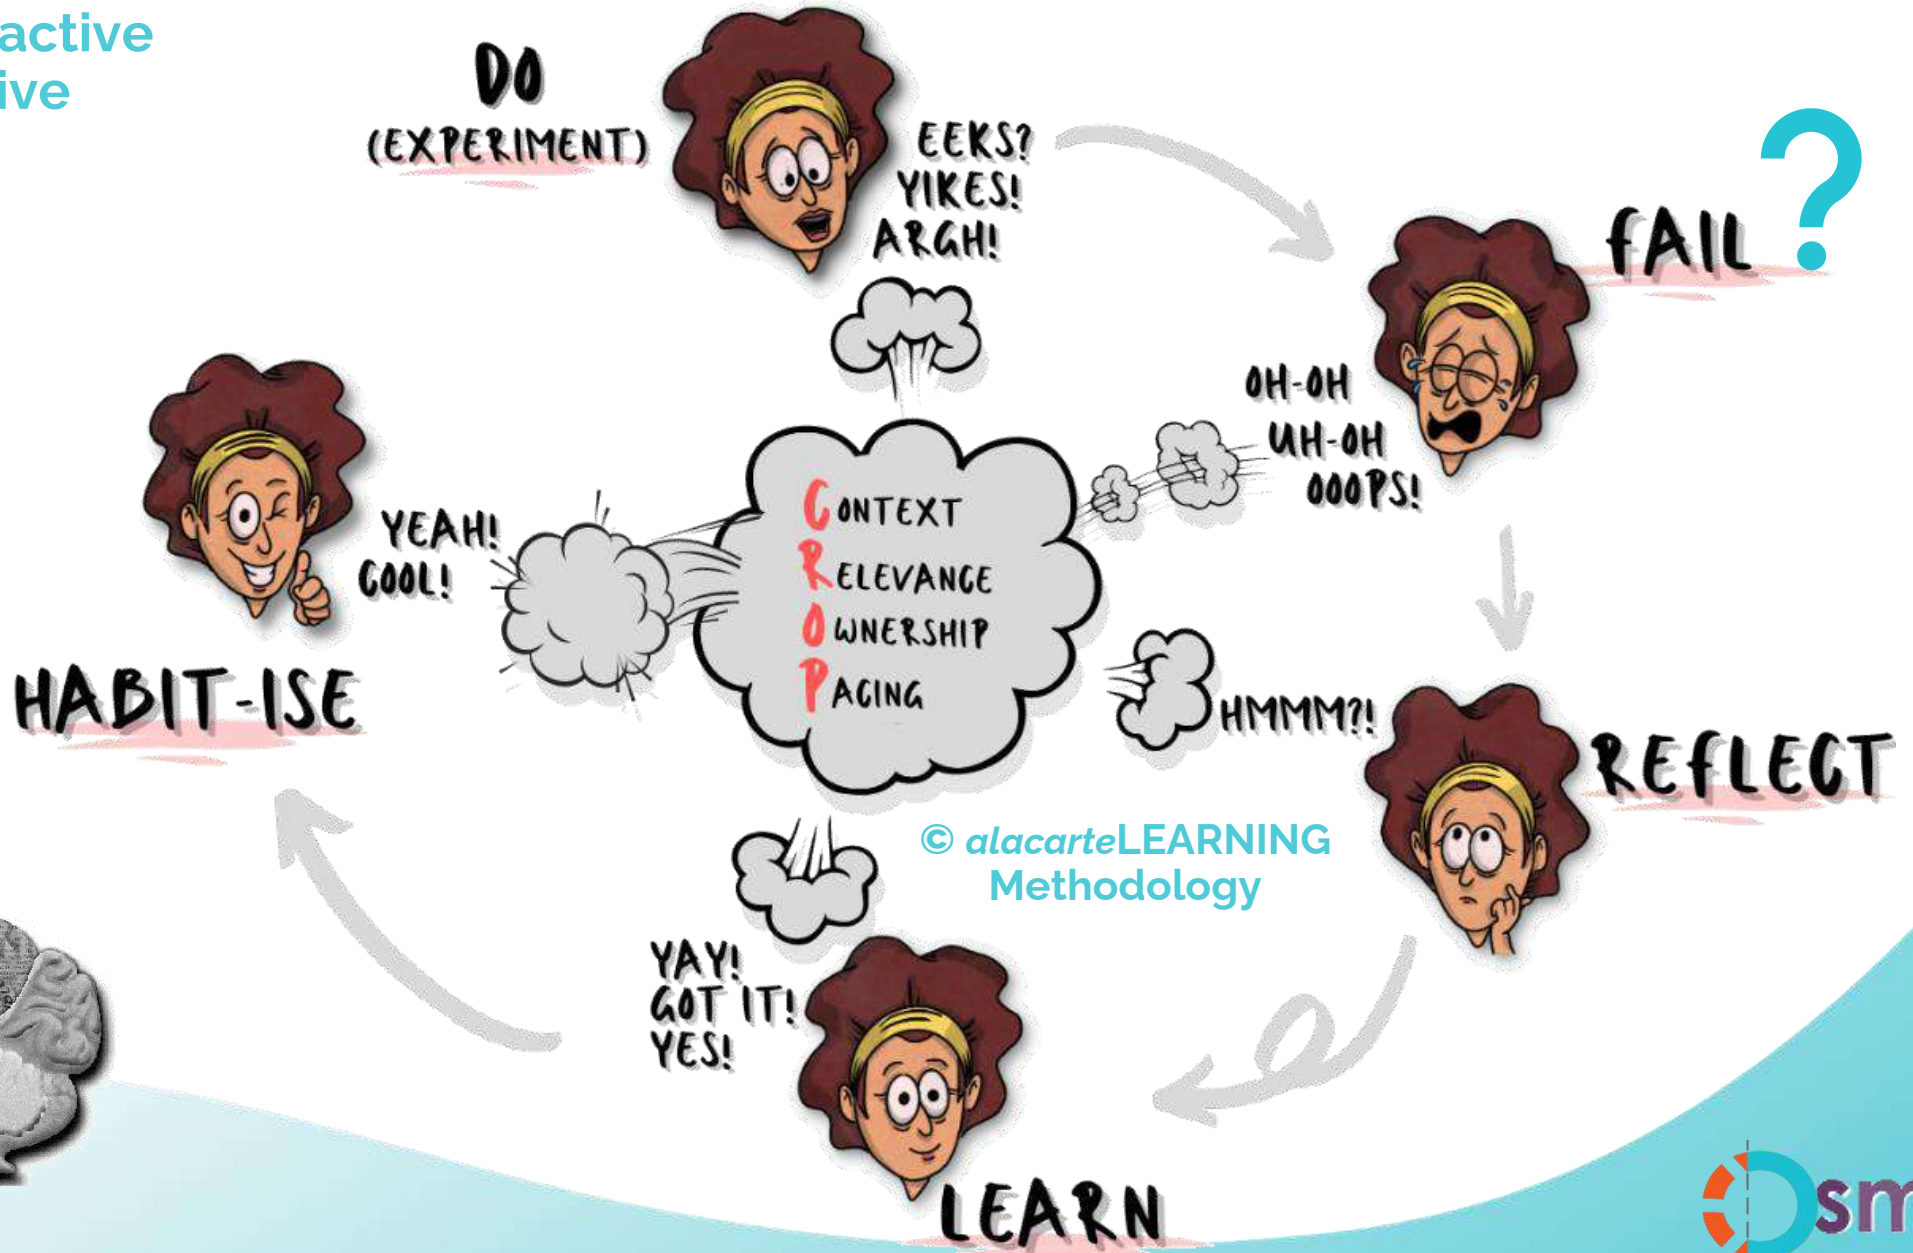 active
ive
DO
(EXPERIMENT)
EEKS?
YIKES!
ARGH!
FAIL ?
OH-OH
UH-OH
OOOPS!
CONTEXT
RELEVANCE
OWNERSHIP
PACING
YEAH!
COOL!
HABIT-ISE
HMMM?!
REFLECT
© alacarteLEARNING
Methodology
YAY!
GOT IT!
YES!
LEARN
sm